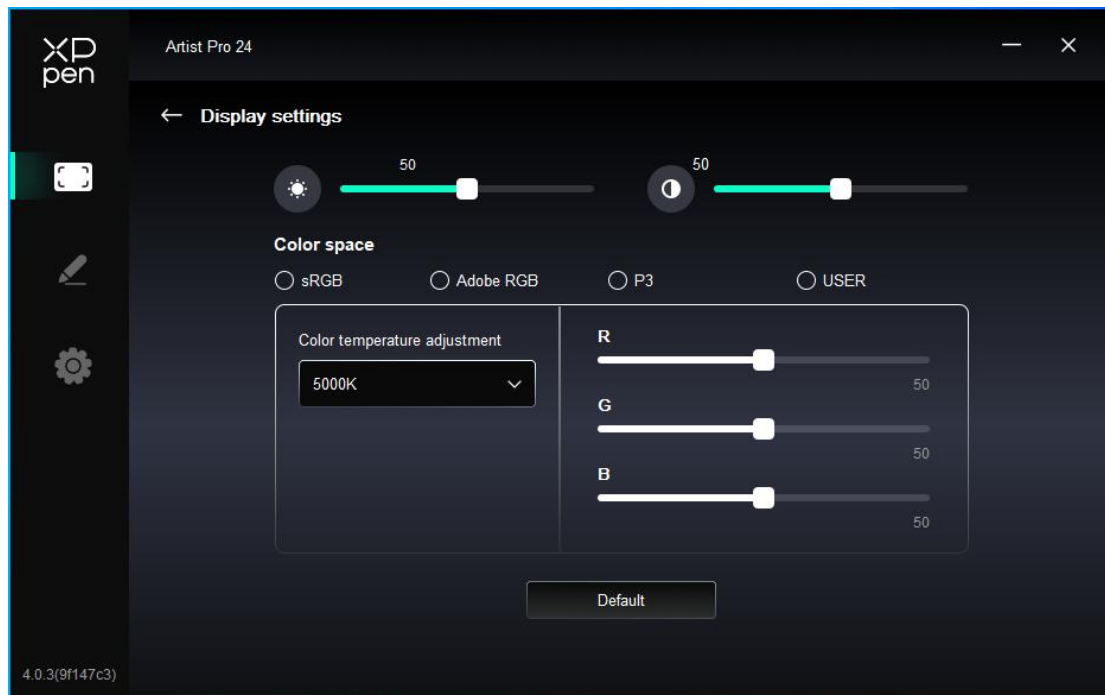 XP
pen
Artist Pro 24
Display settings
50
50
Color space
sRGB
Adobe RGB
P3
USER
Color temperature adjustment
5000K
R
50
G
50
B
50
Default
4.0.3(9f147c3)